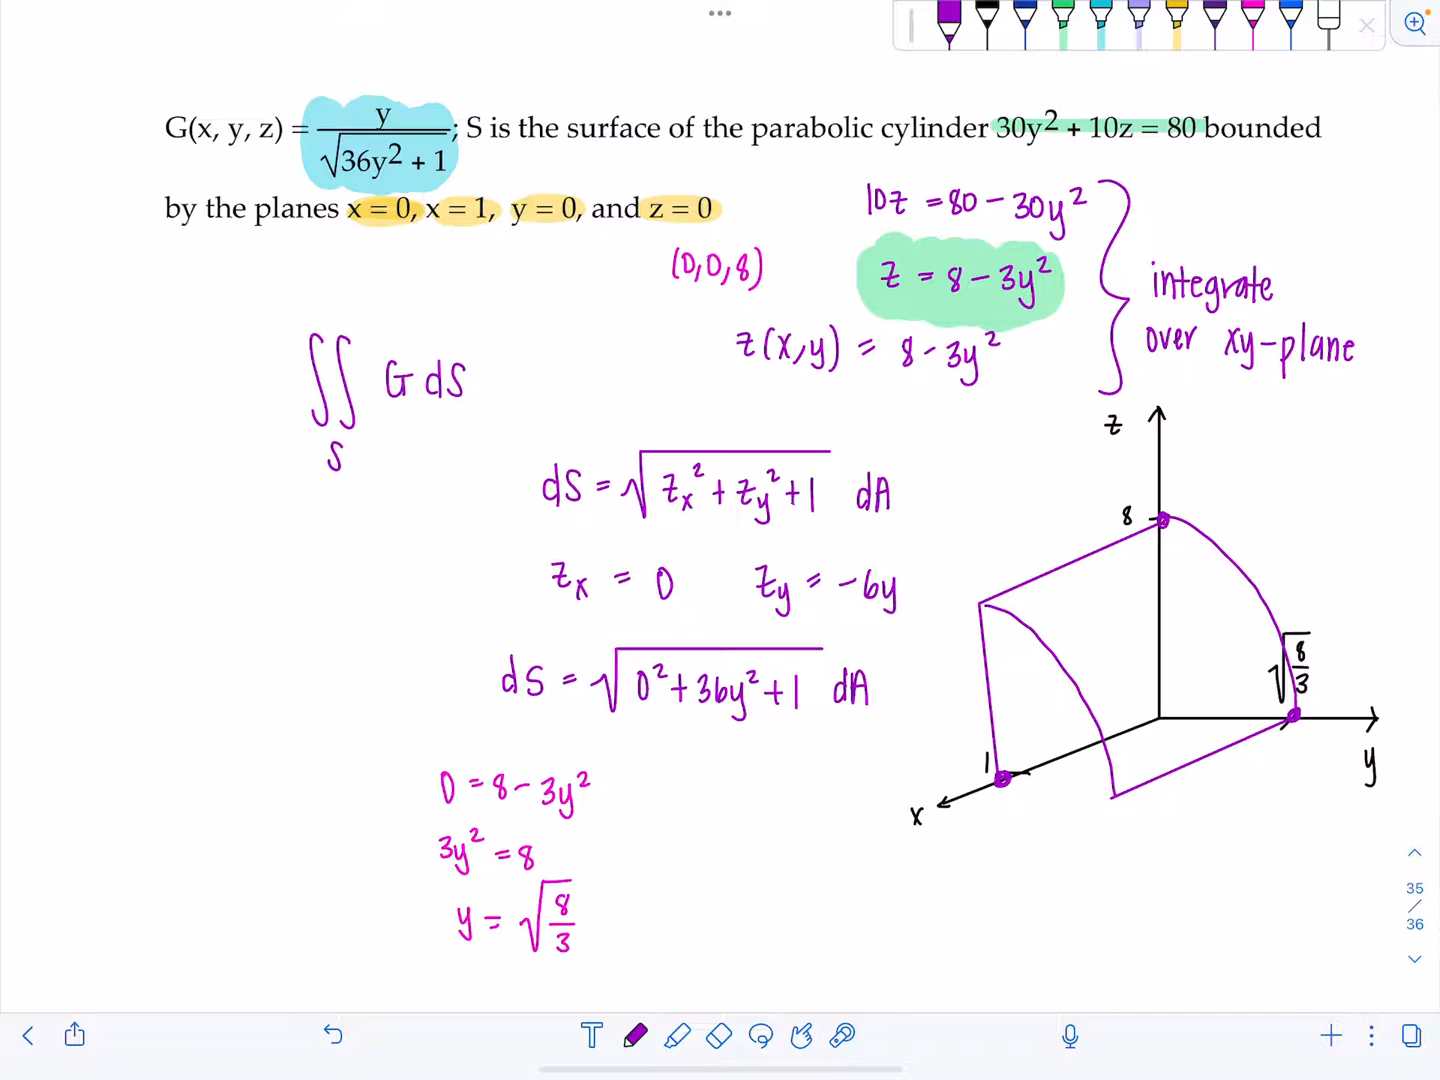 G(x, y, z) = y / √36y² + 1 ; S is the surface of the parabolic cylinder 30y² + 10z = 80 bounded
by the planes x = 0, x = 1, y = 0, and z = 0
10z = 80 - 30y²
(0,0,8)
z = 8 - 3y²
z(x,y) = 8 - 3y²
integrate
over xy-plane
∬ G dS
S
dS = √zₓ² + z_y² + 1 dA
zₓ = 0 z_y = -6y
dS = √0² + 36y² + 1 dA
0 = 8 - 3y²
3y² = 8
y = √8/3
z
8
√8/3
1
y
x
35
/
36
T